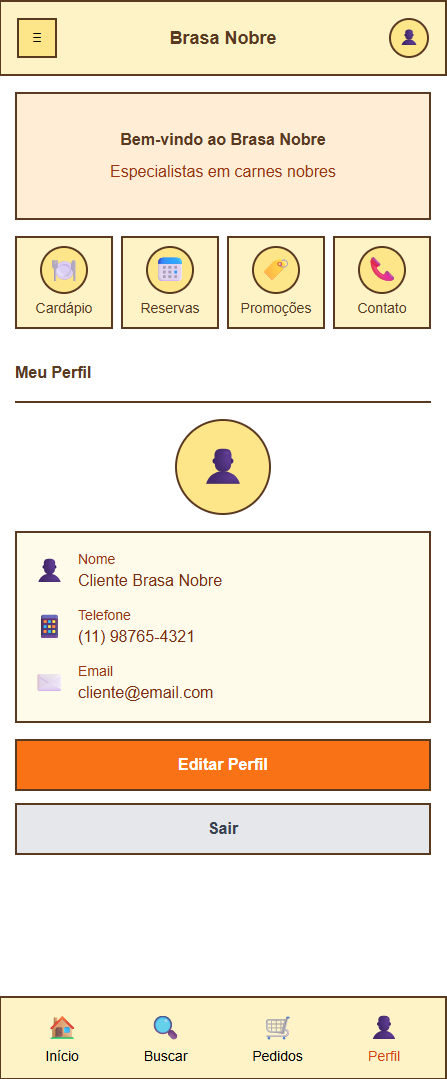 Brasa Nobre
Bem-vindo ao Brasa Nobre
Especialistas em carnes nobres
Cardápio
Reservas
Promoções
Contato
Meu Perfil
Nome
Cliente Brasa Nobre
Telefone
(11) 98765-4321
Email
cliente@email.com
Editar Perfil
Sair
Início
Buscar
Pedidos
Perfil